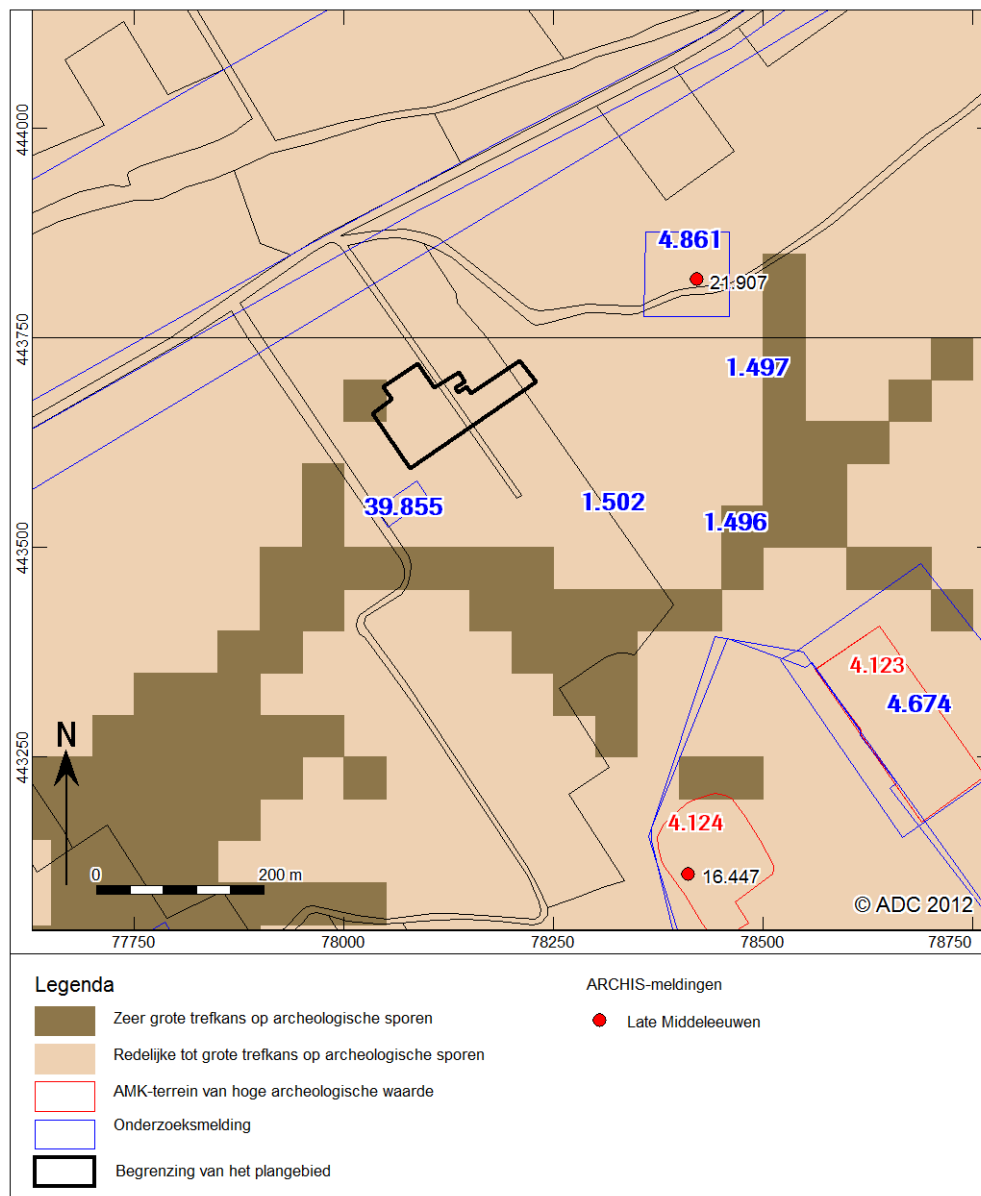 444000
4.861
21.907
443750
1.497
39.855
1.502
1.496
443500
4.123
4.674
443250
N
4.124
0
200 m
16.447
© ADC 2012
77750
78000
78250
78500
78750
Legenda
Zeer grote trefkans op archeologische sporen
Redelijke tot grote trefkans op archeologische sporen
AMK-terrein van hoge archeologische waarde
Onderzoeksmelding
Begrenzing van het plangebied
ARCHIS-meldingen
Late Middeleeuwen